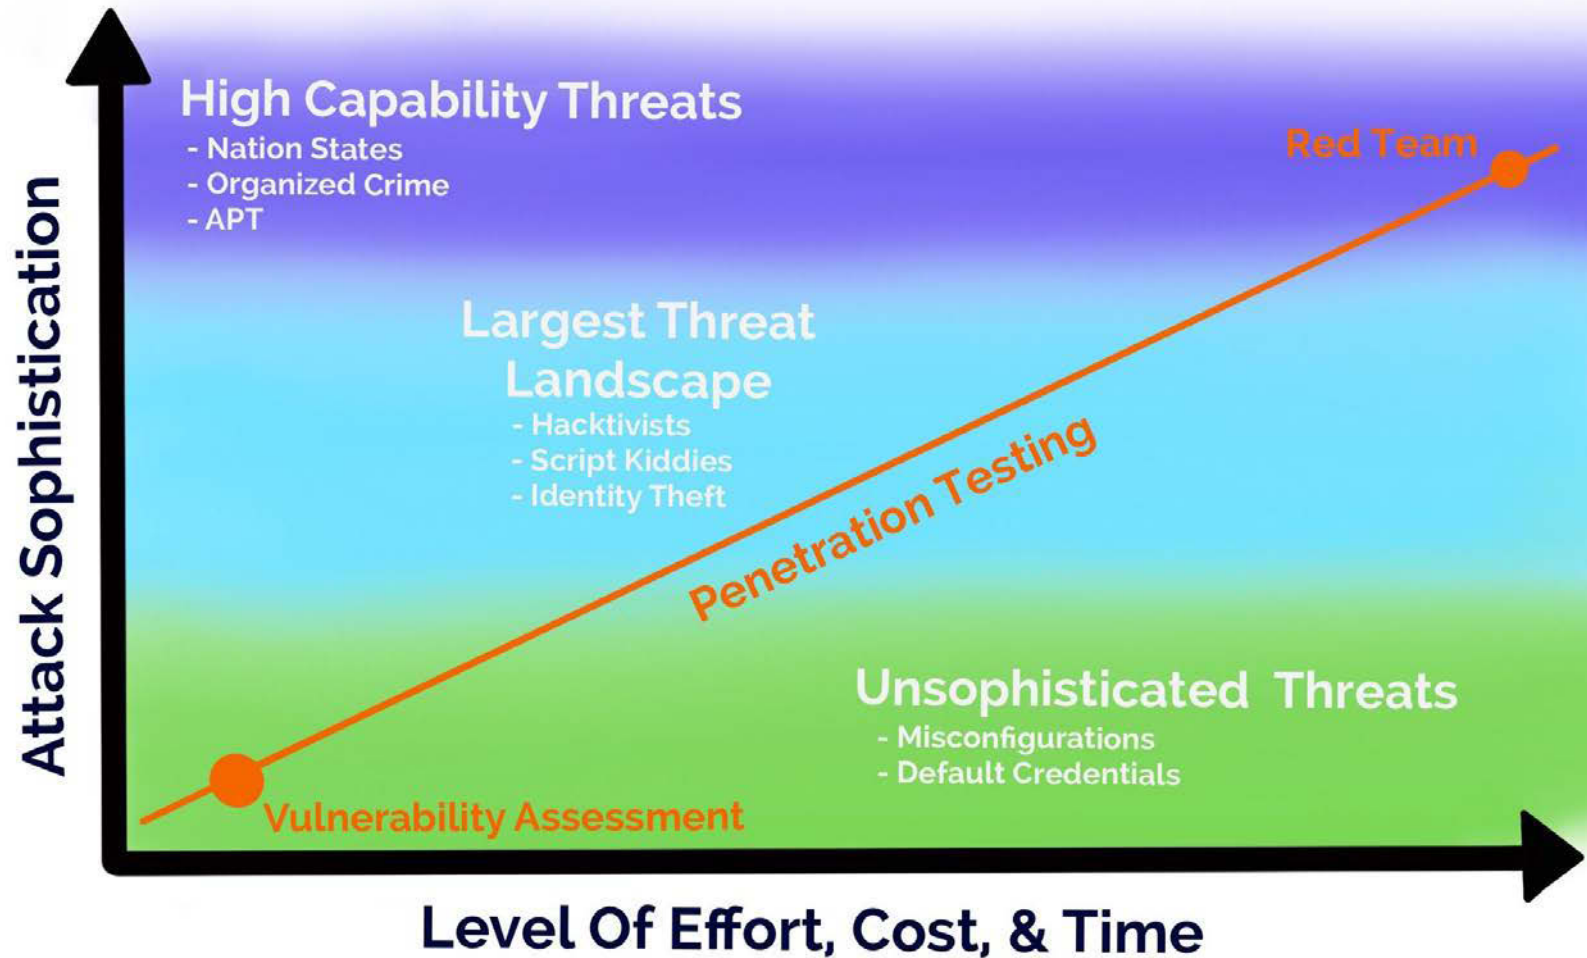 High Capability Threats
- Nation States
- Organized Crime
- APT
Red Team
Largest Threat
Landscape
- Hacktivists
- Script Kiddies
- Identity Theft
Penetration Testing
Unsophisticated Threats
- Misconfigurations
- Default Credentials
Vulnerability Assessment
Attack Sophistication
Level Of Effort, Cost, & Time